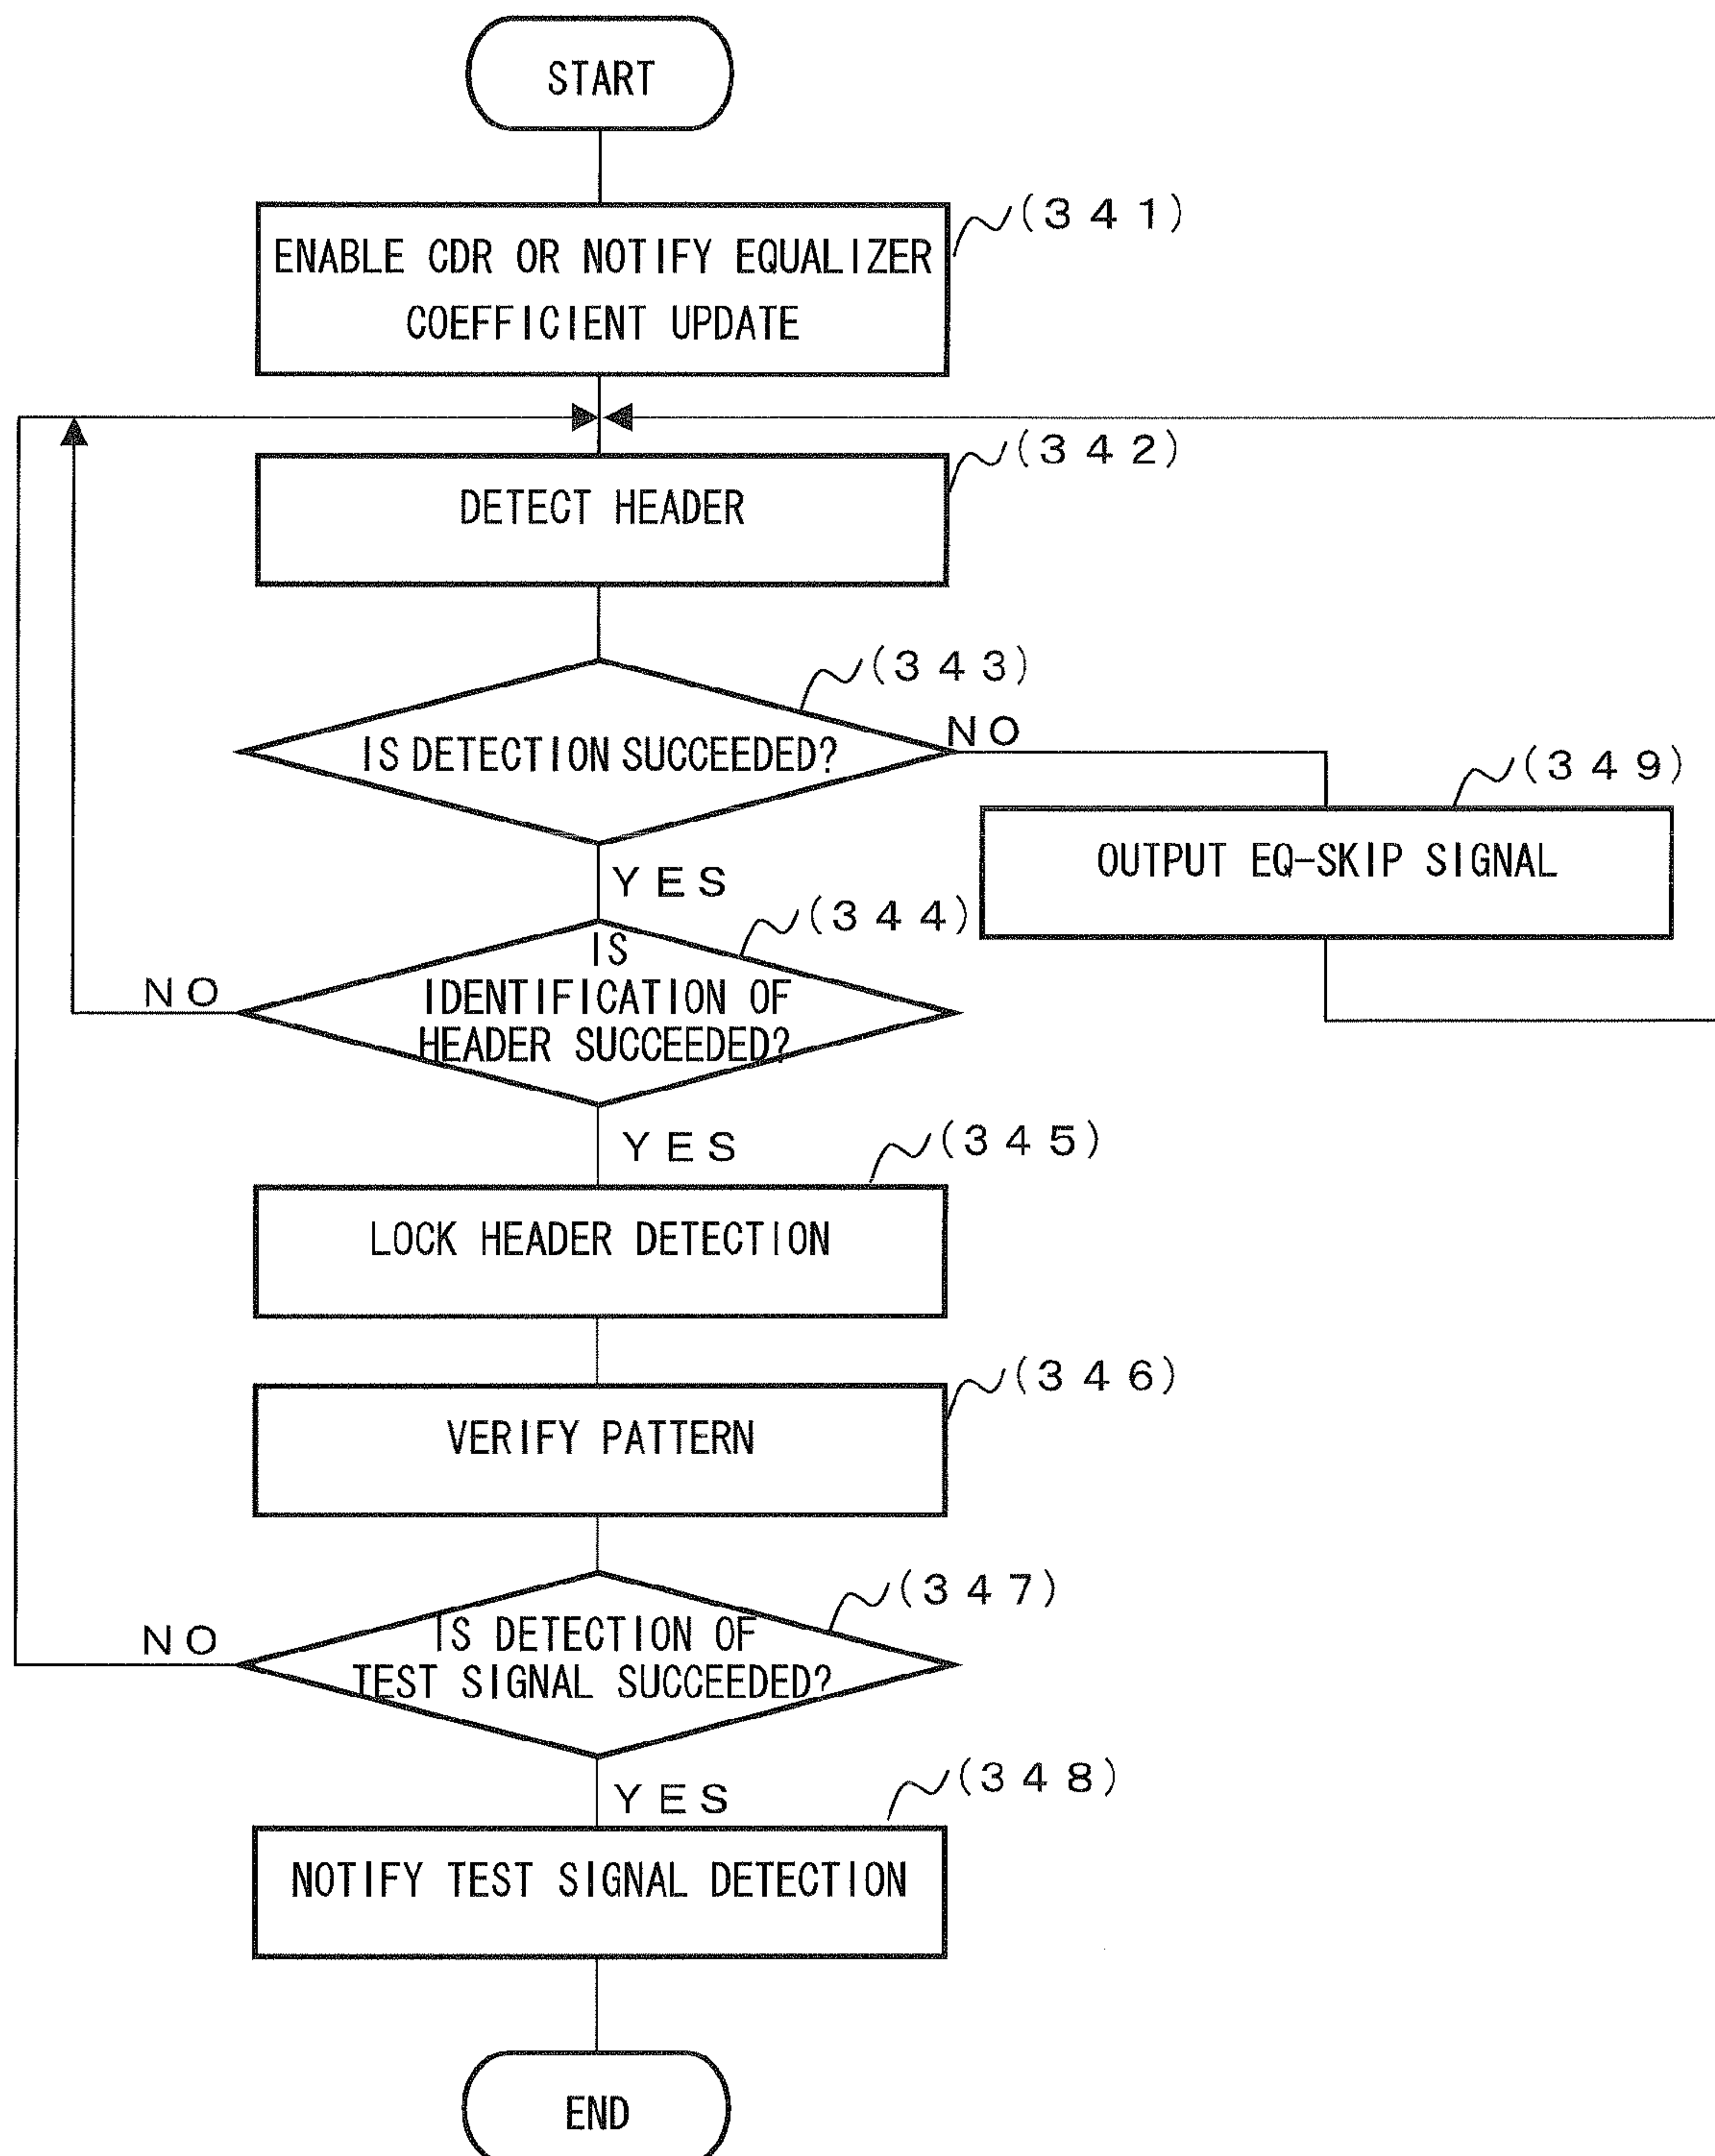 START
(341)
ENABLE CDR OR NOTIFY EQUALIZER
COEFFICIENT UPDATE
(342)
DETECT HEADER
(343)
IS DETECTION SUCCEEDED?
NO
(349)
OUTPUT EQ-SKIP SIGNAL
YES
(344)
IS
IDENTIFICATION OF
HEADER SUCCEEDED?
NO
YES
(345)
LOCK HEADER DETECTION
(346)
VERIFY PATTERN
(347)
IS DETECTION OF
TEST SIGNAL SUCCEEDED?
NO
YES
(348)
NOTIFY TEST SIGNAL DETECTION
END